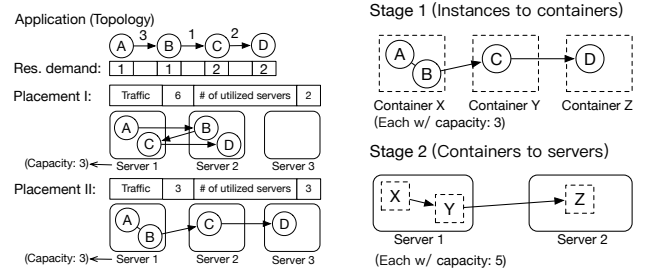 Application (Topology)
A 3 B 1 C 2 D
Res. demand: 1 1 2 2
Placement I: Traffic 6 # of utilized servers 2
A B
C D
(Capacity: 3) Server 1 Server 2 Server 3
Placement II: Traffic 3 # of utilized servers 3
A C D
B
(Capacity: 3) Server 1 Server 2 Server 3
Stage 1 (Instances to containers)
A C D
B
Container X Container Y Container Z
(Each w/ capacity: 3)
Stage 2 (Containers to servers)
X Y Z
Server 1 Server 2
(Each w/ capacity: 5)